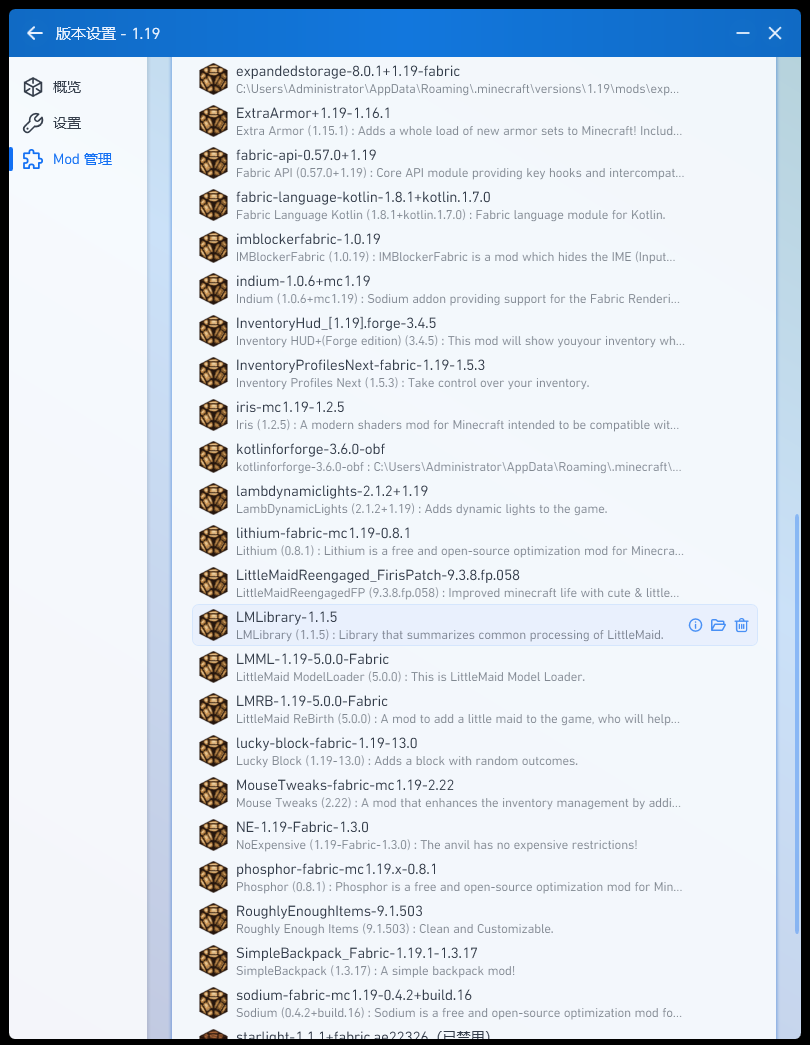 版本设置 - 1.19
概览
设置
Mod 管理
expandedstorage-8.0.1+1.19-fabric
C:\Users\Administrator\AppData\Roaming\.minecraft\versions\1.19\mods\exp...
ExtraArmor+1.19-1.16.1
Extra Armor (1.15.1) : Adds a whole load of new armor sets to Minecraft! Includ...
fabric-api-0.57.0+1.19
Fabric API (0.57.0+1.19) : Core API module providing key hooks and intercompat...
fabric-language-kotlin-1.8.1+kotlin.1.7.0
Fabric Language Kotlin (1.8.1+kotlin.1.7.0) : Fabric language module for Kotlin.
imblockerfabric-1.0.19
IMBlockerFabric (1.0.19) : IMBlockerFabric is a mod which hides the IME (Input...
indium-1.0.6+mc1.19
Indium (1.0.6+mc1.19) : Sodium addon providing support for the Fabric Renderi...
InventoryHud_[1.19].forge-3.4.5
Inventory HUD+(Forge edition) (3.4.5) : This mod will show youyour inventory wh...
InventoryProfilesNext-fabric-1.19-1.5.3
Inventory Profiles Next (1.5.3) : Take control over your inventory.
iris-mc1.19-1.2.5
Iris (1.2.5) : A modern shaders mod for Minecraft intended to be compatible wit...
kotlinforforge-3.6.0-obf
kotlinforforge-3.6.0-obf : C:\Users\Administrator\AppData\Roaming\.minecraft\...
lambdynamiclights-2.1.2+1.19
LambDynamicLights (2.1.2+1.19) : Adds dynamic lights to the game.
lithium-fabric-mc1.19-0.8.1
Lithium (0.8.1) : Lithium is a free and open-source optimization mod for Minecra...
LittleMaidReengaged_FirisPatch-9.3.8.fp.058
LittleMaidReengagedFP (9.3.8.fp.058) : Improved minecraft life with cute & little...
LMLibrary-1.1.5
LMLibrary (1.1.5) : Library that summarizes common processing of LittleMaid.
LMML-1.19-5.0.0-Fabric
LittleMaid ModelLoader (5.0.0) : This is LittleMaid Model Loader.
LMRB-1.19-5.0.0-Fabric
LittleMaid ReBirth (5.0.0) : A mod to add a little maid to the game, who will help...
lucky-block-fabric-1.19-13.0
Lucky Block (1.19-13.0) : Adds a block with random outcomes.
MouseTweaks-fabric-mc1.19-2.22
Mouse Tweaks (2.22) : A mod that enhances the inventory management by addi...
NE-1.19-Fabric-1.3.0
NoExpensive (1.19-Fabric-1.3.0) : The anvil has no expensive restrictions!
phosphor-fabric-mc1.19.x-0.8.1
Phosphor (0.8.1) : Phosphor is a free and open-source optimization mod for Min...
RoughlyEnoughItems-9.1.503
Roughly Enough Items (9.1.503) : Clean and Customizable.
SimpleBackpack_Fabric-1.19.1-1.3.17
SimpleBackpack (1.3.17) : A simple backpack mod!
sodium-fabric-mc1.19-0.4.2+build.16
Sodium (0.4.2+build.16) : Sodium is a free and open-source optimization mod fo...
starlight-1.1.1+fabric.ae22326（已禁用）